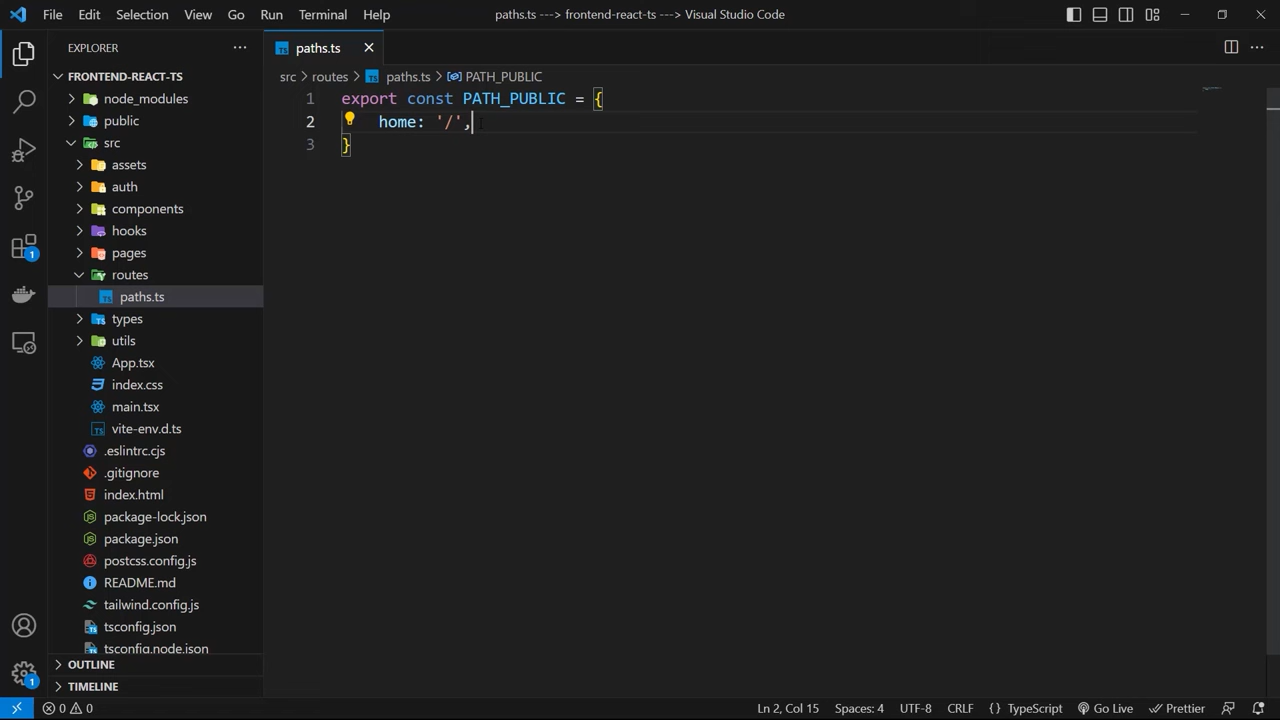 File Edit Selection View Go Run Terminal Help paths.ts ---> frontend-react-ts ---> Visual Studio Code
EXPLORER
paths.ts
FRONTEND-REACT-TS
src > routes > paths.ts > PATH_PUBLIC
node_modules
public
src
assets
auth
components
hooks
pages
routes
paths.ts
types
utils
App.tsx
index.css
main.tsx
vite-env.d.ts
.eslintrc.cjs
.gitignore
index.html
package-lock.json
package.json
postcss.config.js
README.md
tailwind.config.js
tsconfig.json
tsconfig.node.json
OUTLINE
TIMELINE
1 export const PATH_PUBLIC = {
2 home: '/',
3 }
1
1
0 0 Ln 2, Col 15 Spaces: 4 UTF-8 CRLF {} TypeScript Go Live Prettier